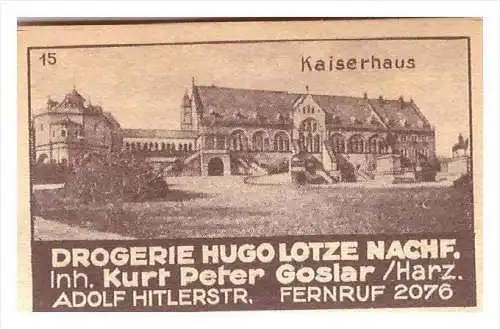 15
Kaiserhaus
DROGERIE HUGO LOTZE NACHF.
Inh. Kurt Peter Goslar /Harz.
ADOLF HITLERSTR. FERNRUF 2076